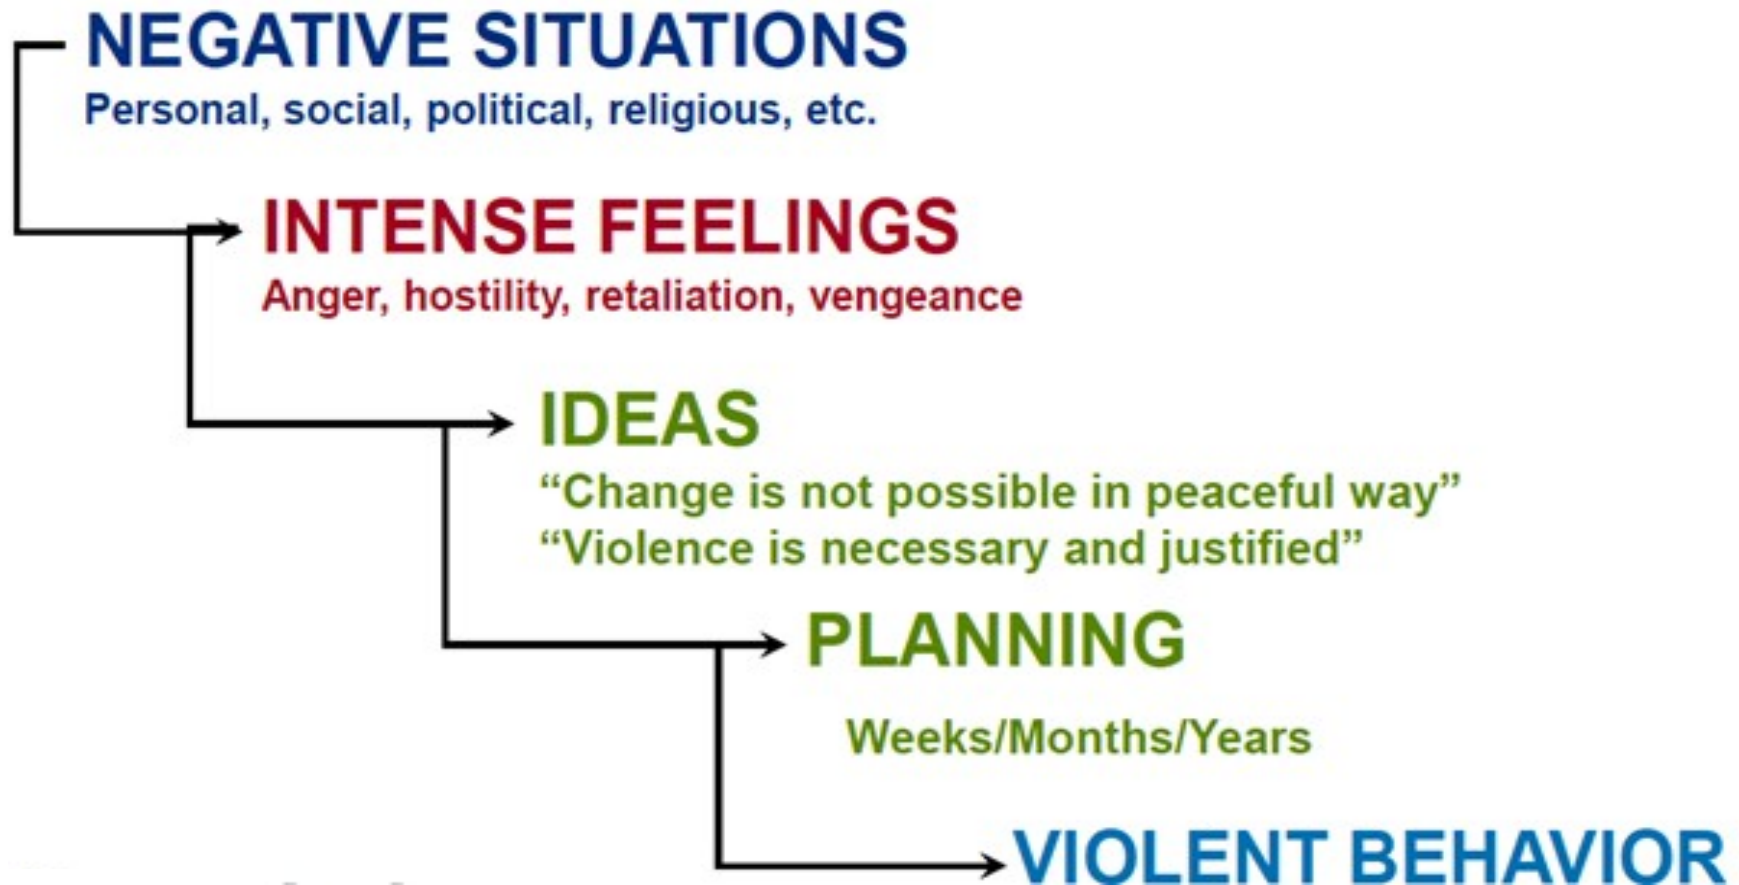 NEGATIVE SITUATIONS
Personal, social, political, religious, etc.
INTENSE FEELINGS
Anger, hostility, retaliation, vengeance
IDEAS
“Change is not possible in peaceful way”
“Violence is necessary and justified”
PLANNING
Weeks/Months/Years
VIOLENT BEHAVIOR